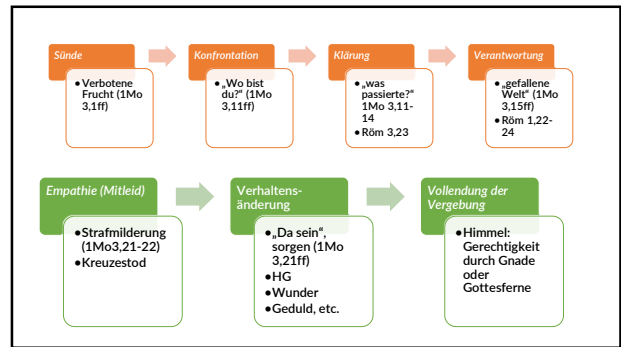 Sünde
•Verbotene
Frucht (1Mo
3,1ff)
Konfrontation
•„Wo bist
du?“ (1Mo
3,11ff)
Klärung
•„was
passierte?“
1Mo 3,11-
14
•Röm 3,23
Verantwortung
•„gefallene
Welt“ (1Mo
3,15ff)
•Röm 1,22-
24
Empathie (Mitleid)
•Strafmilderung
(1Mo3,21-22)
•Kreuzestod
Verhaltens-
änderung
•„Da sein“,
sorgen (1Mo
3,21ff)
•HG
•Wunder
•Geduld, etc.
Vollendung der
Vergebung
•Himmel:
Gerechtigkeit
durch Gnade
oder
Gottesferne